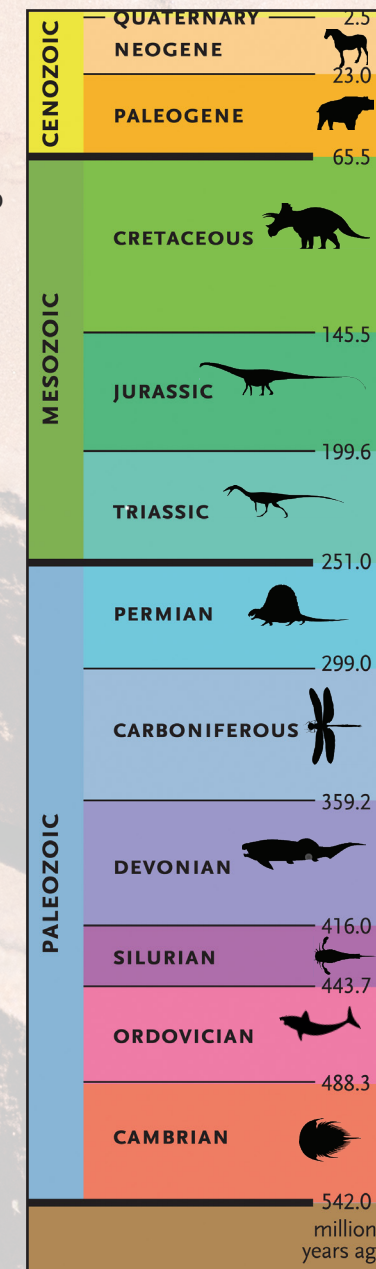 CENOZOIC
QUATERNARY 2.5
NEOGENE
23.0
PALEOGENE
65.5
MESOZOIC
CRETACEOUS
145.5
JURASSIC
199.6
TRIASSIC
251.0
PALEOZOIC
PERMIAN
299.0
CARBONIFEROUS
359.2
DEVONIAN
416.0
SILURIAN
443.7
ORDOVICIAN
488.3
CAMBRIAN
542.0
million
years ag